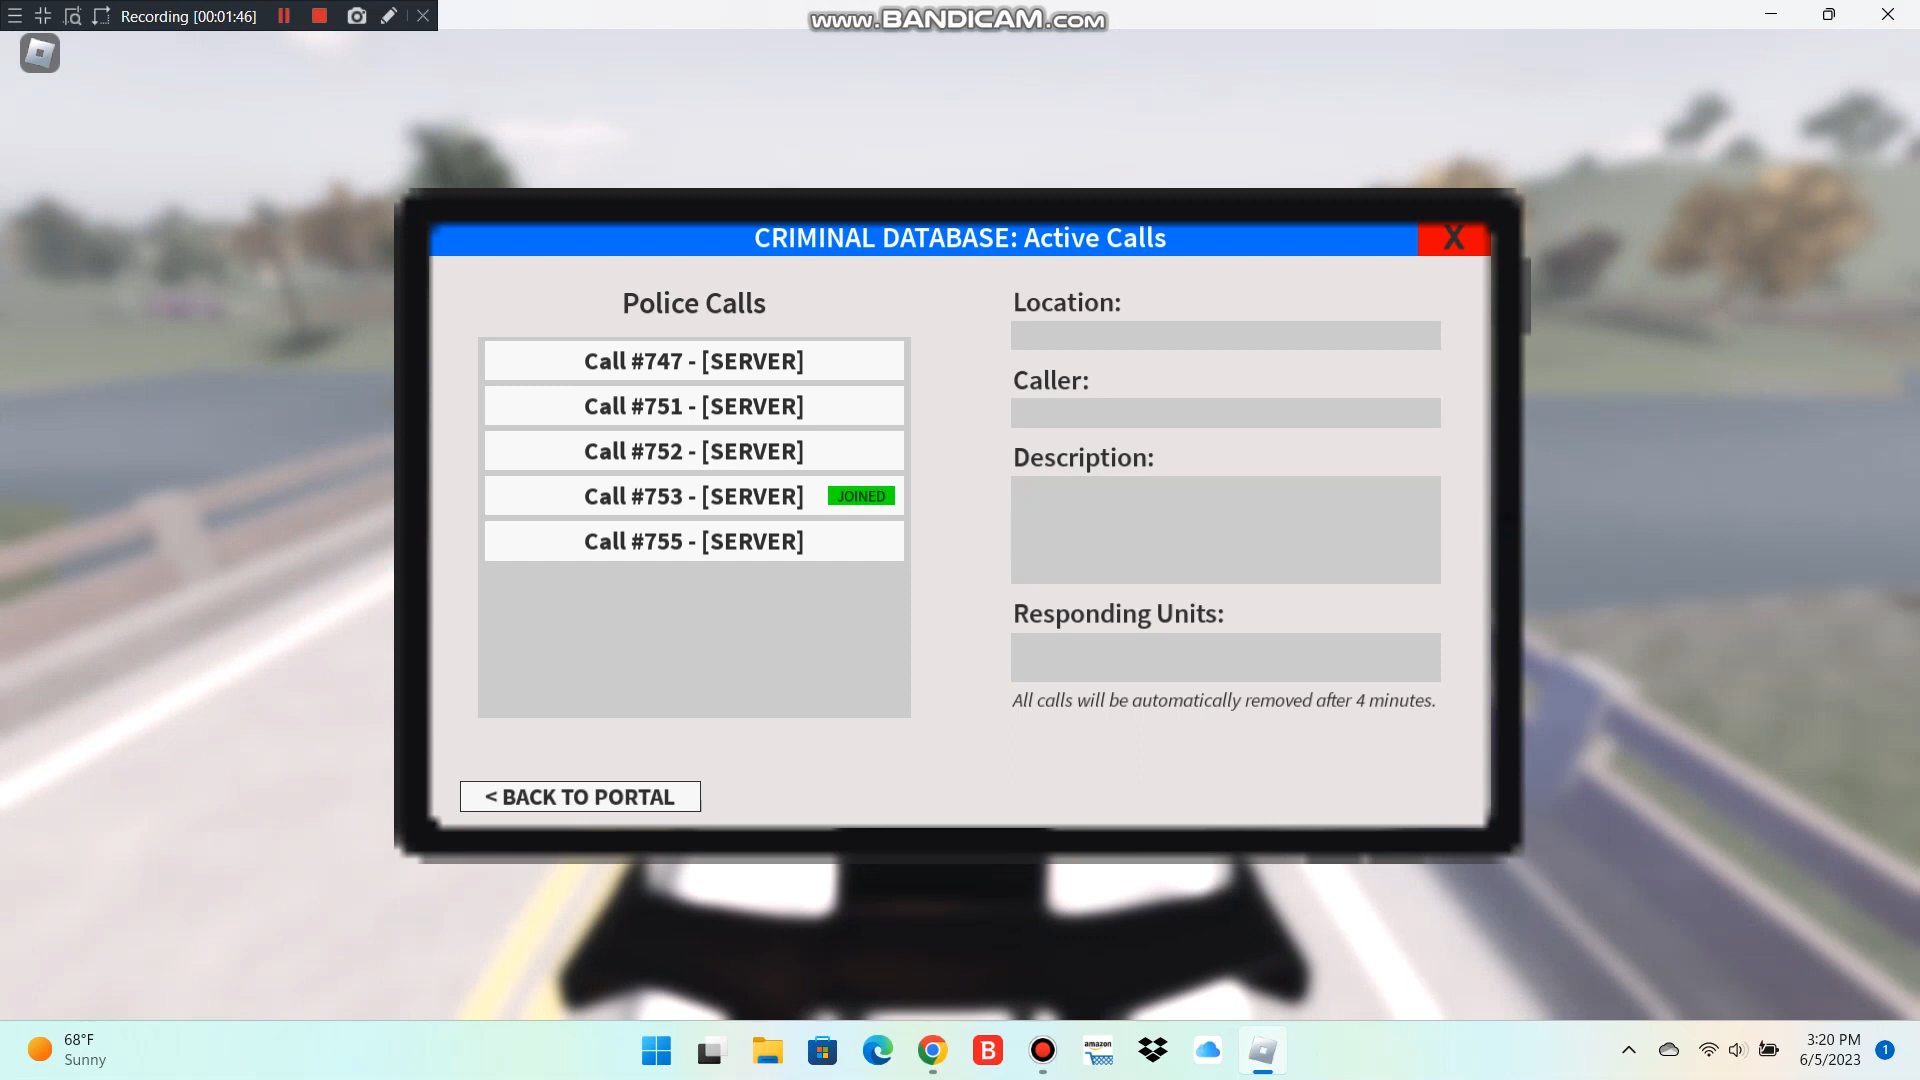 Recording [00:01:46]
www.BANDICAM.com
CRIMINAL DATABASE: Active Calls
X
Police Calls
Call #747 - [SERVER]
Call #751 - [SERVER]
Call #752 - [SERVER]
Call #753 - [SERVER] JOINED
Call #755 - [SERVER]
Location:
Caller:
Description:
Responding Units:
All calls will be automatically removed after 4 minutes.
< BACK TO PORTAL
68°F
Sunny
B
amazon
3:20 PM
6/5/2023
1